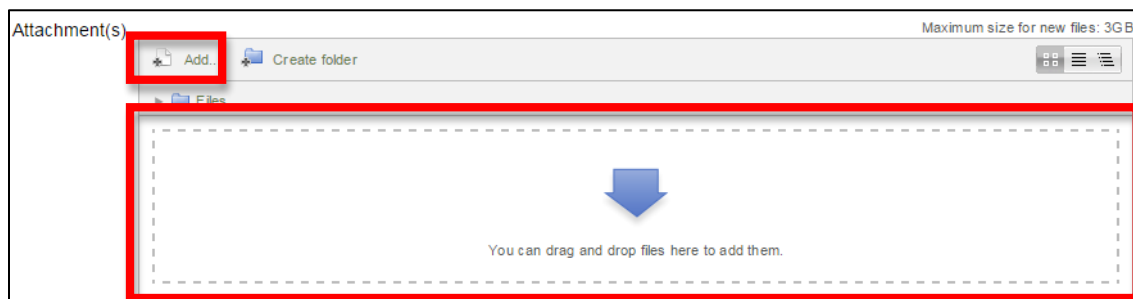 Attachment(s)
Maximum size for new files: 3GB
Add..
Create folder
Files
You can drag and drop files here to add them.